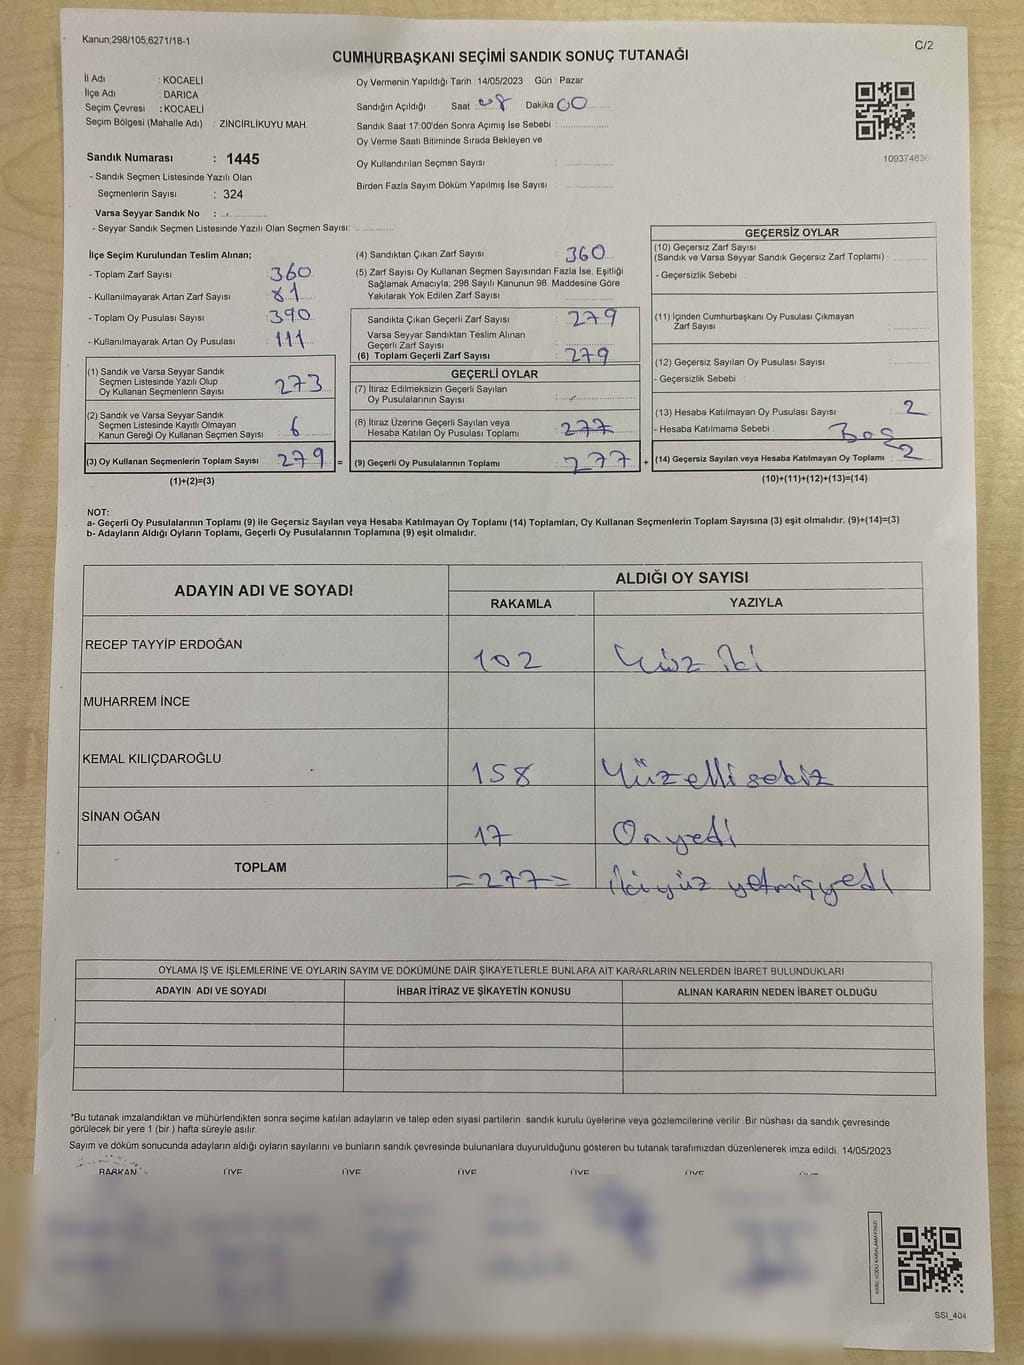 Kanun;298/105,6271/18-1
C/2
CUMHURBAŞKANI SEÇİMİ SANDIK SONUÇ TUTANAĞI
İl Adı : KOCAELİ
İlçe Adı : DARICA
Seçim Çevresi : KOCAELİ
Seçim Bölgesi (Mahalle Adı) : ZİNCİRLİKUYU MAH.
Oy Vermenin Yapıldığı Tarih : 14/05/2023 Gün : Pazar
Sandığın Açıldığı Saat 08 Dakika 00
Sandık Saat 17:00'den Sonra Açımış İse Sebebi :
Oy Verme Saati Bitiminde Sırada Bekleyen ve
Oy Kullandırılan Seçmen Sayısı :
Birden Fazla Sayım Döküm Yapılmış İse Sayısı :
109374836
Sandık Numarası : 1445
- Sandık Seçmen Listesinde Yazılı Olan
Seçmenlerin Sayısı : 324
Varsa Seyyar Sandık No :
- Seyyar Sandık Seçmen Listesinde Yazılı Olan Seçmen Sayısı:
İlçe Seçim Kurulundan Teslim Alınan;
- Toplam Zarf Sayısı : 360
- Kullanılmayarak Artan Zarf Sayısı : 81
- Toplam Oy Pusulası Sayısı : 390
- Kullanılmayarak Artan Oy Pusulası : 111
(1) Sandık ve Varsa Seyyar Sandık
Seçmen Listesinde Yazılı Olup
Oy Kullanan Seçmenlerin Sayısı : 273
(2) Sandık ve Varsa Seyyar Sandık
Seçmen Listesinde Kayıtlı Olmayan
Kanun Gereği Oy Kullanan Seçmen Sayısı : 6
(3) Oy Kullanan Seçmenlerin Toplam Sayısı : 279 =
(1)+(2)=(3)
(4) Sandıktan Çıkan Zarf Sayısı : 360
(5) Zarf Sayısı Oy Kullanan Seçmen Sayısından Fazla İse, Eşitliği
Sağlamak Amacıyla; 298 Sayılı Kanunun 98. Maddesine Göre
Yakılarak Yok Edilen Zarf Sayısı
Sandıkta Çıkan Geçerli Zarf Sayısı : 279
Varsa Seyyar Sandıktan Teslim Alınan
Geçerli Zarf Sayısı :
(6) Toplam Geçerli Zarf Sayısı : 279
GEÇERLİ OYLAR
(7) İtiraz Edilmeksizin Geçerli Sayılan
Oy Pusulalarının Sayısı :
(8) İtiraz Üzerine Geçerli Sayılan veya
Hesaba Katılan Oy Pusulası Toplamı : 277
(9) Geçerli Oy Pusulalarının Toplamı : 277 +
GEÇERSİZ OYLAR
(10) Geçersiz Zarf Sayısı
(Sandık ve Varsa Seyyar Sandık Geçersiz Zarf Toplamı) :
- Geçersizlik Sebebi :
(11) İçinden Cumhurbaşkanı Oy Pusulası Çıkmayan
Zarf Sayısı :
(12) Geçersiz Sayılan Oy Pusulası Sayısı :
- Geçersizlik Sebebi :
(13) Hesaba Katılmayan Oy Pusulası Sayısı : 2
- Hesaba Katılmama Sebebi : Boş
(14) Geçersiz Sayılan veya Hesaba Katılmayan Oy Toplamı : 2
(10)+(11)+(12)+(13)=(14)
NOT:
a- Geçerli Oy Pusulalarının Toplamı (9) ile Geçersiz Sayılan veya Hesaba Katılmayan Oy Toplamı (14) Toplamları, Oy Kullanan Seçmenlerin Toplam Sayısına (3) eşit olmalıdır. (9)+(14)=(3)
b- Adayların Aldığı Oyların Toplamı, Geçerli Oy Pusulalarının Toplamına (9) eşit olmalıdır.
ADAYIN ADI VE SOYADI
ALDIĞI OY SAYISI
RAKAMLA YAZIYLA
RECEP TAYYİP ERDOĞAN 102 Yüz iki
MUHARREM İNCE
KEMAL KILIÇDAROĞLU 158 Yüzellisekiz
SİNAN OĞAN 17 Onyedi
TOPLAM =277= İkiyüz yetmişyedi
OYLAMA İŞ VE İŞLEMLERİNE VE OYLARIN SAYIM VE DÖKÜMÜNE DAİR ŞİKAYETLERLE BUNLARA AİT KARARLARIN NELERDEN İBARET BULUNDUKLARI
ADAYIN ADI VE SOYADI İHBAR İTİRAZ VE ŞİKAYETİN KONUSU ALINAN KARARIN NEDEN İBARET OLDUĞU
*Bu tutanak imzalandıktan ve mühürlendikten sonra seçime katılan adayların ve talep eden siyasi partilerin sandık kurulu üyelerine veya gözlemcilerine verilir. Bir nüshası da sandık çevresinde
görülecek bir yere 1 (bir ) hafta süreyle asılır.
Sayım ve döküm sonucunda adayların aldığı oyların sayılarını ve bunların sandık çevresinde bulunanlara duyurulduğunu gösteren bu tutanak tarafımızdan düzenlenerek imza edildi. 14/05/2023
BAŞKAN ÜYE ÜYE ÜYE ÜYE ÜYE
KARE KODU KARALAMAYINIZ!
SSI_404